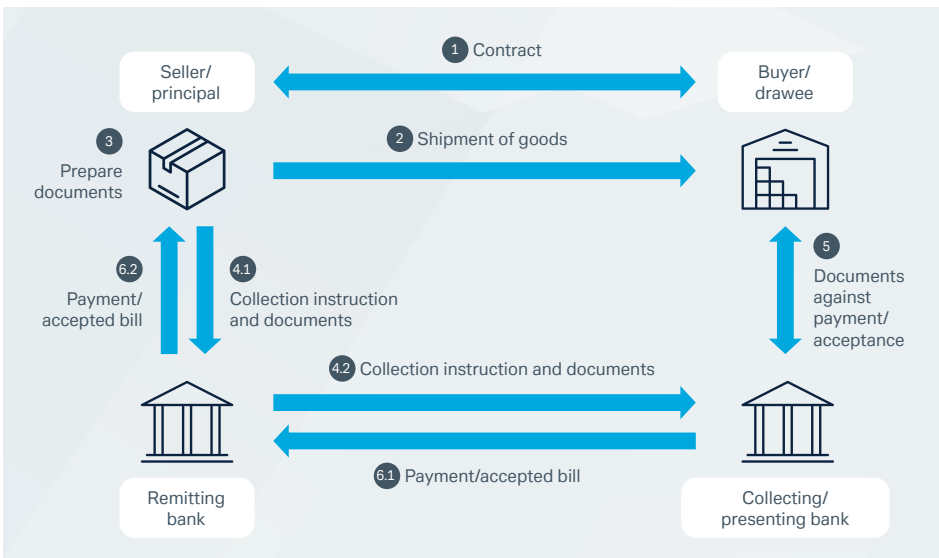 1 Contract
Seller/
principal
Buyer/
drawee
3
Prepare
documents
2 Shipment of goods
6.2
Payment/
accepted bill
4.1
Collection instruction
and documents
5
Documents
against
payment/
acceptance
4.2 Collection instruction and documents
6.1 Payment/accepted bill
Remitting
bank
Collecting/
presenting bank